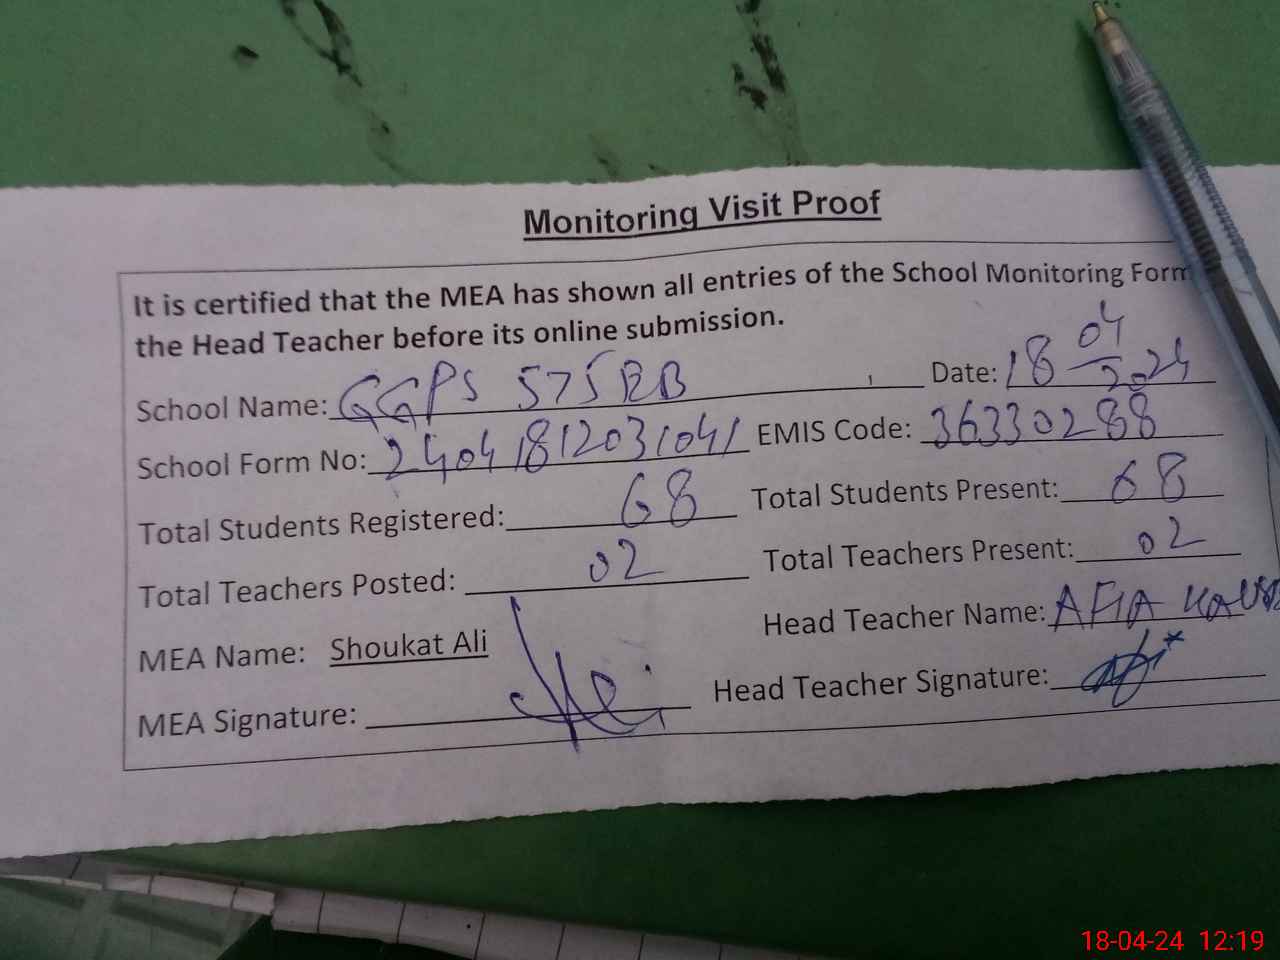 Monitoring Visit Proof
It is certified that the MEA has shown all entries of the School Monitoring Form
the Head Teacher before its online submission.
School Name: GGPS 575 RB Date: 18-04-2024
School Form No: 24041812031041 EMIS Code: 36330288
Total Students Registered: 68 Total Students Present: 68
Total Teachers Posted: 02 Total Teachers Present: 02
MEA Name: Shoukat Ali Head Teacher Name: AFIA
MEA Signature: Head Teacher Signature:
18-04-24 12:19